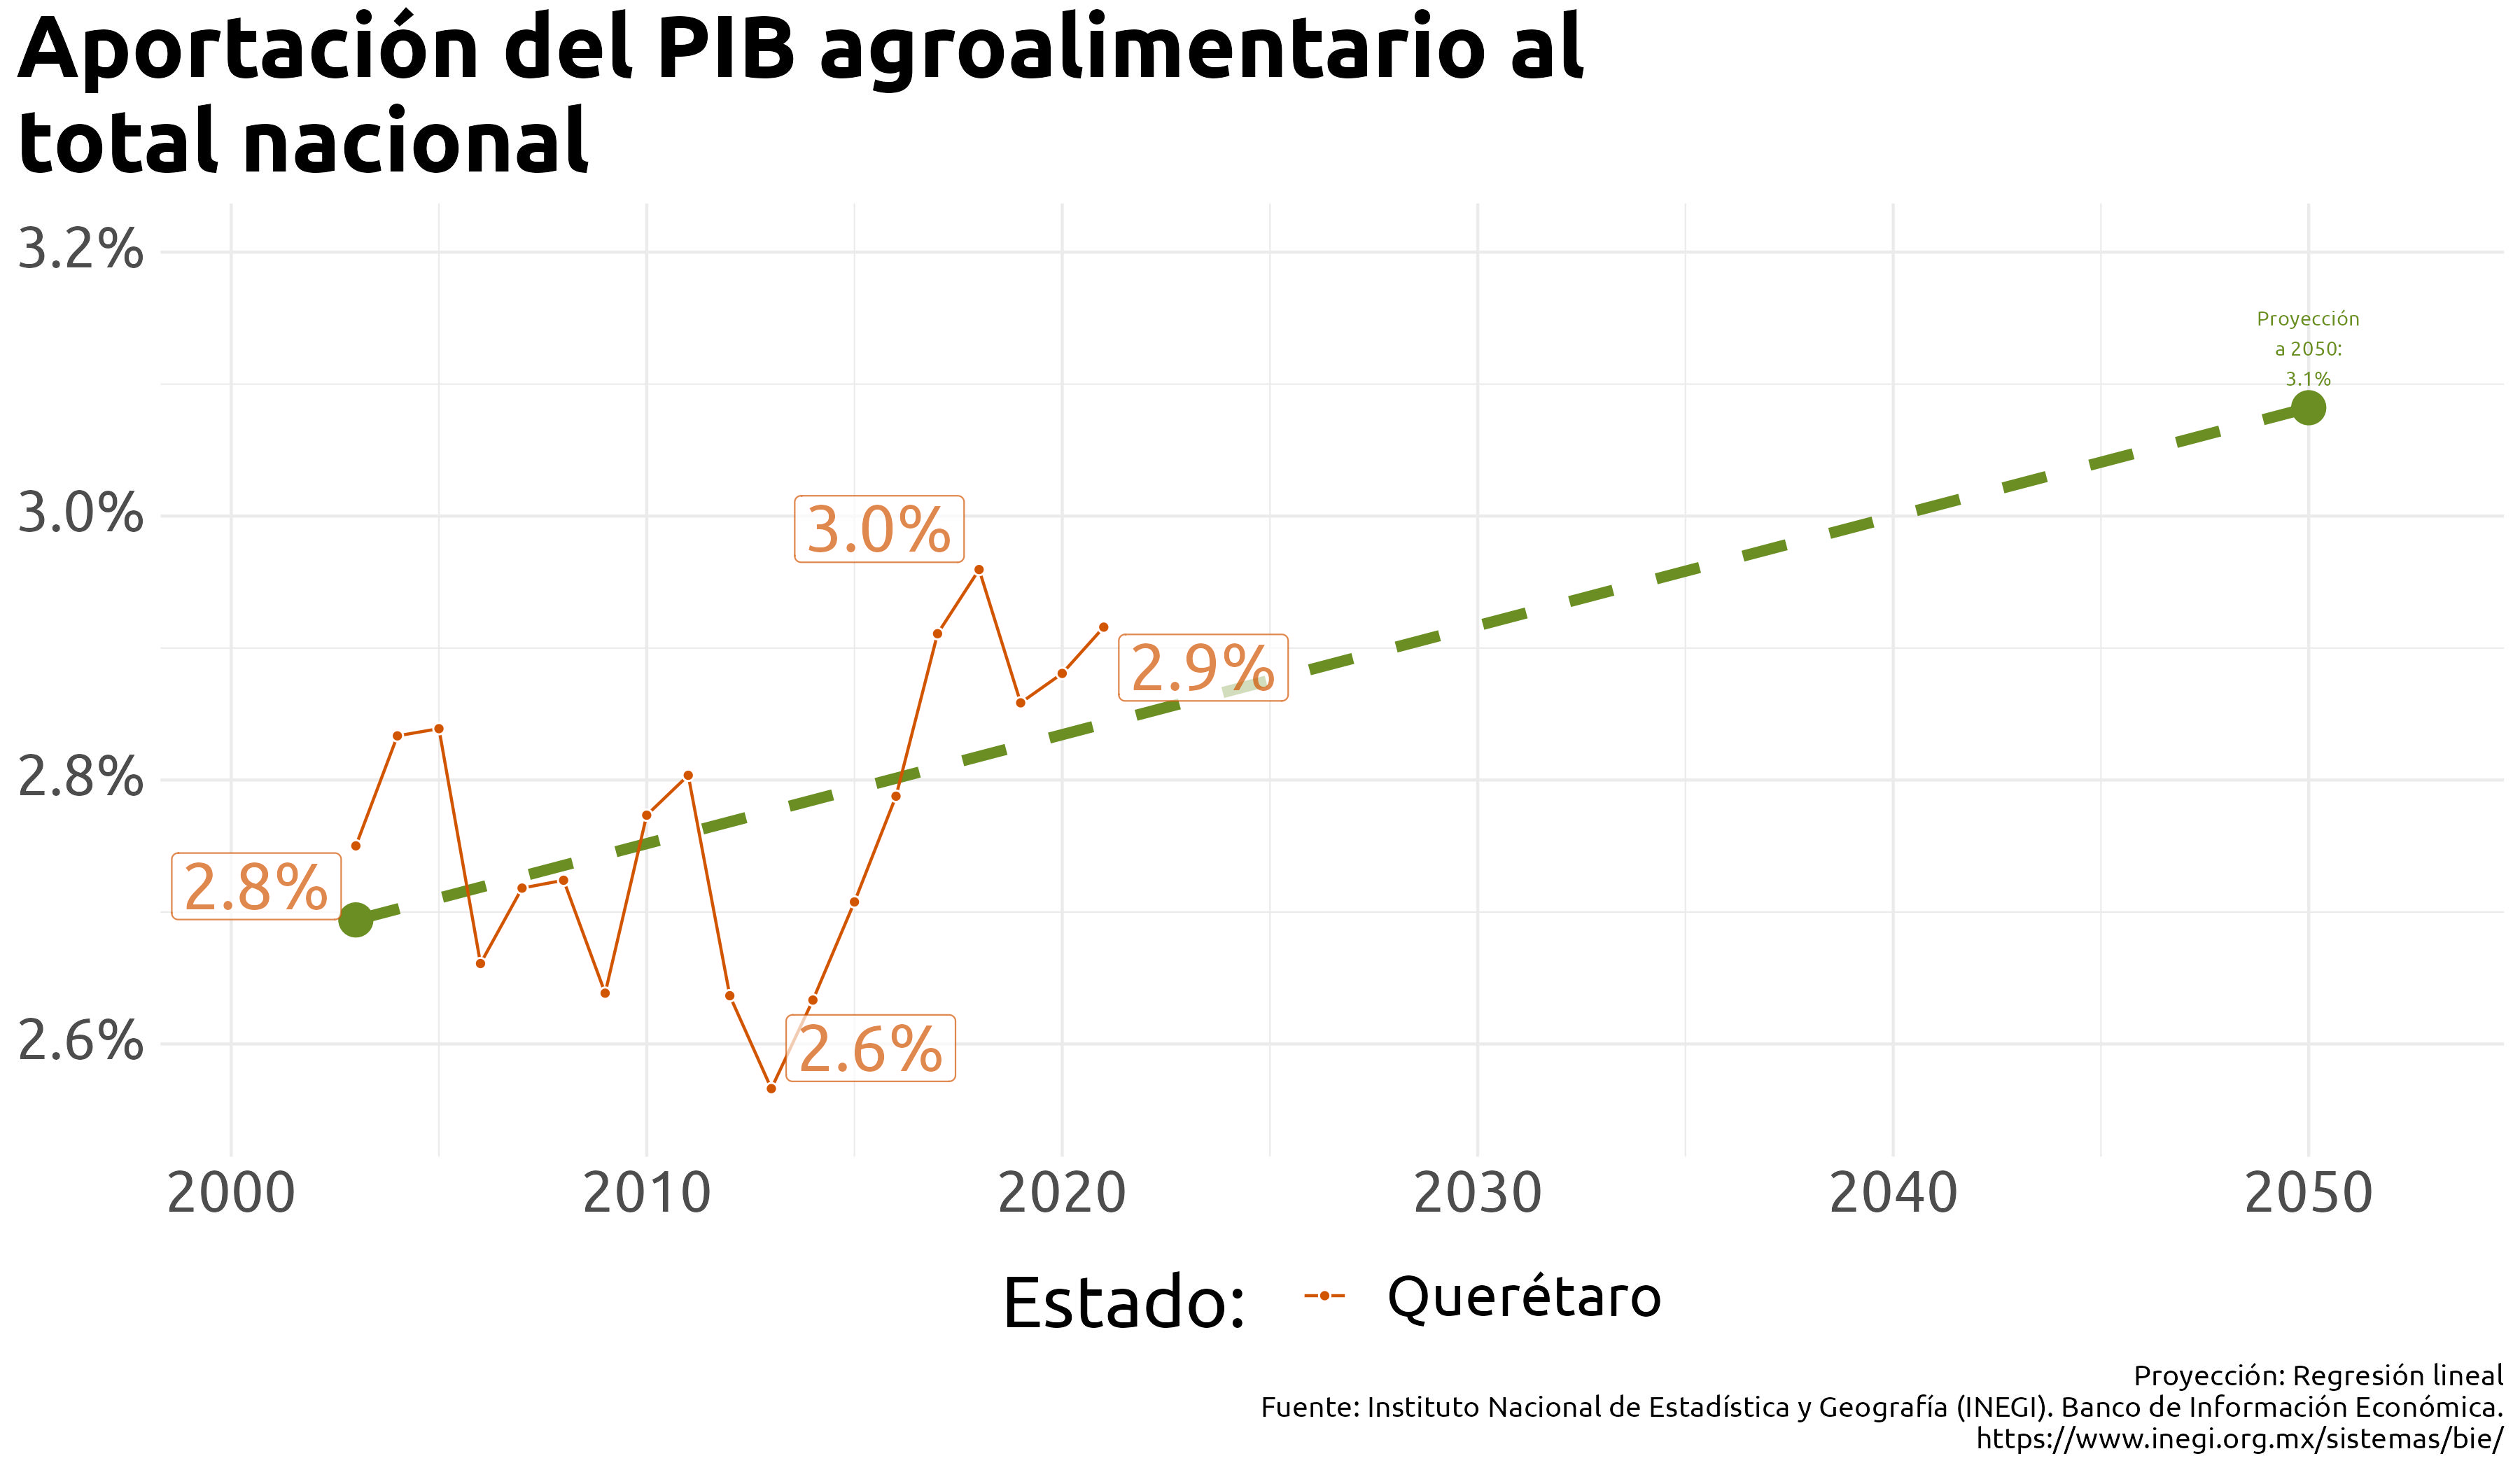 Aportación del PIB agroalimentario al
total nacional
3.2%
3.0%
2.8%
2.6%
Proyección
a 2050:
3.1%
3.0%
2.9%
2.8%
2.6%
2000 2010 2020 2030 2040 2050
Estado: Querétaro
Proyección: Regresión lineal
Fuente: Instituto Nacional de Estadística y Geografía (INEGI). Banco de Información Económica.
https://www.inegi.org.mx/sistemas/bie/